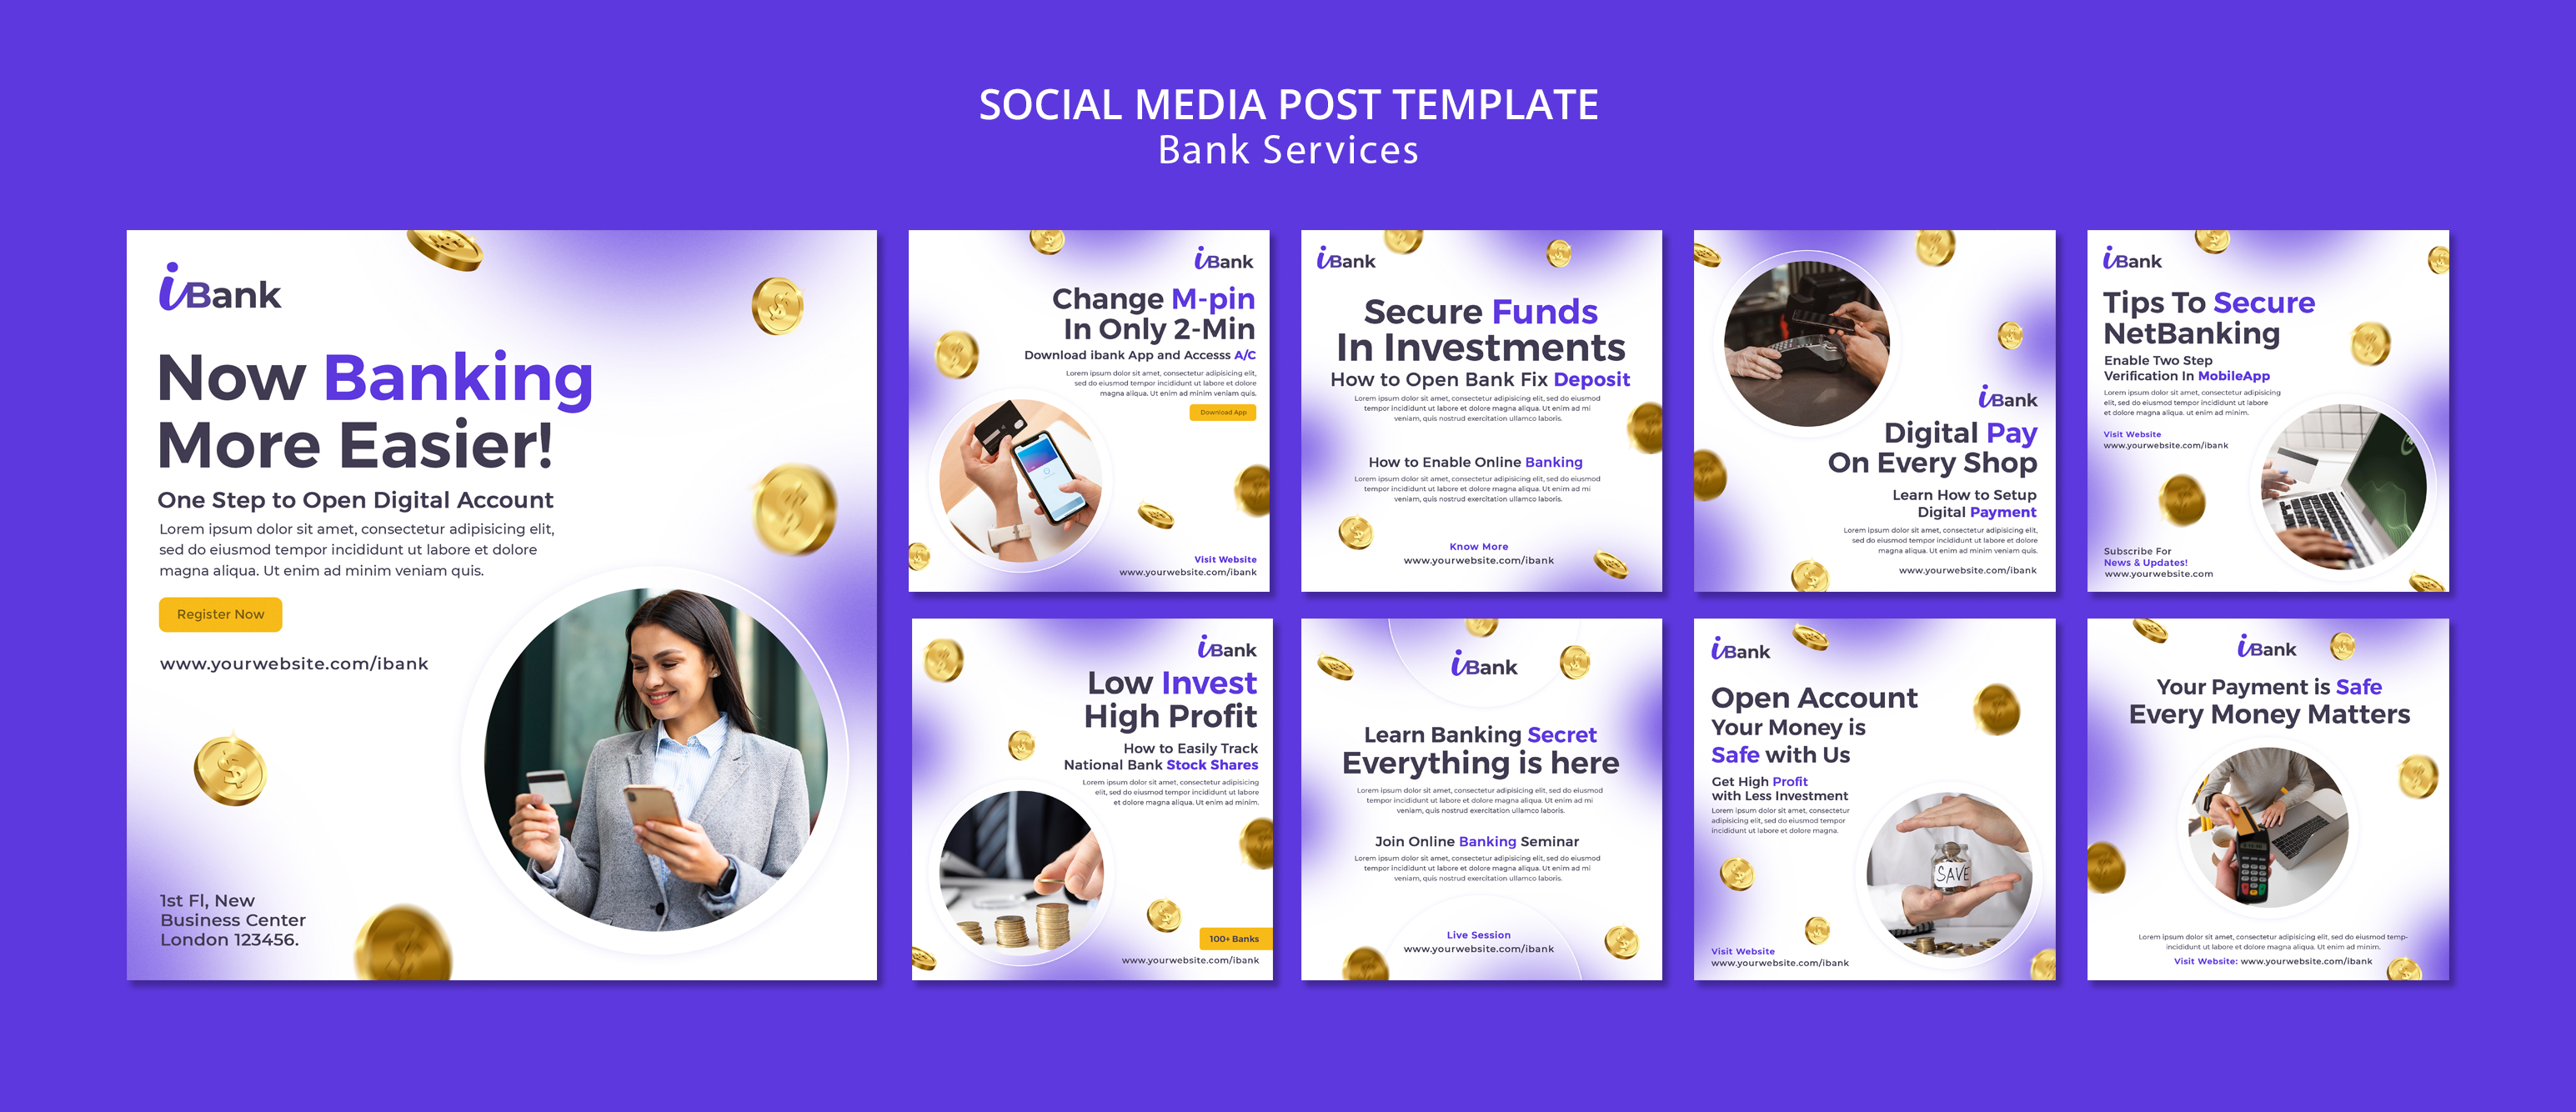 SOCIAL MEDIA POST TEMPLATE
Bank Services
iBank
Now Banking
More Easier!
One Step to Open Digital Account
Lorem ipsum dolor sit amet, consectetur adipisicing elit,
sed do eiusmod tempor incididunt ut labore et dolore
magna aliqua. Ut enim ad minim veniam quis.
Register Now
www.yourwebsite.com/ibank
1st Fl, New
Business Center
London 123456.
iBank
Change M-pin
In Only 2-Min
Download ibank App and Accesss A/C
Lorem ipsum dolor sit amet, consectetur adipisicing elit,
sed do eiusmod tempor incididunt ut labore et dolore
magna aliqua. Ut enim ad minim veniam quis.
Download App
Visit Website
www.yourwebsite.com/ibank
iBank
Secure Funds
In Investments
How to Open Bank Fix Deposit
Lorem ipsum dolor sit amet, consectetur adipisicing elit, sed do eiusmod
tempor incididunt ut labore et dolore magna aliqua. Ut enim ad mi
veniam, quis nostrud exercitation ullamco laboris.
How to Enable Online Banking
Lorem ipsum dolor sit amet, consectetur adipisicing elit, sed do eiusmod
tempor incididunt ut labore et dolore magna aliqua. Ut enim ad mi
veniam, quis nostrud exercitation ullamco laboris.
Know More
www.yourwebsite.com/ibank
iBank
Digital Pay
On Every Shop
Learn How to Setup
Digital Payment
Lorem ipsum dolor sit amet, consectetur adipisicing elit,
sed do eiusmod tempor incididunt ut labore et dolore
magna aliqua. Ut enim ad minim veniam quis.
www.yourwebsite.com/ibank
iBank
Tips To Secure
NetBanking
Enable Two Step
Verification In MobileApp
Lorem ipsum dolor sit amet, consectetur adipisicing
elit, sed do eiusmod tempor incididunt ut labore
et dolore magna aliqua. ut enim ad minim.
Visit Website
www.yourwebsite.com/ibank
Subscribe For
News & Updates!
www.yourwebsite.com
iBank
Low Invest
High Profit
How to Easily Track
National Bank Stock Shares
Lorem ipsum dolor sit amet, consectetur adipisicing
elit, sed do eiusmod tempor incididunt ut labore
et dolore magna aliqua. Ut enim ad minim.
100+ Banks
www.yourwebsite.com/ibank
iBank
Learn Banking Secret
Everything is here
Lorem ipsum dolor sit amet, consectetur adipisicing elit, sed do eiusmod
tempor incididunt ut labore et dolore magna aliqua. Ut enim ad mi
veniam, quis nostrud exercitation ullamco laboris.
Join Online Banking Seminar
Lorem ipsum dolor sit amet, consectetur adipisicing elit, sed do eiusmod
tempor incididunt ut labore et dolore magna aliqua. Ut enim ad mi
veniam, quis nostrud exercitation ullamco laboris.
Live Session
www.yourwebsite.com/ibank
iBank
Open Account
Your Money is
Safe with Us
Get High Profit
with Less Investment
Lorem ipsum dolor sit amet, consectetur
adipisicing elit, sed do eiusmod tempor
incididunt ut labore et dolore magna.
SAVE
Visit Website
www.yourwebsite.com/ibank
iBank
Your Payment is Safe
Every Money Matters
Lorem ipsum dolor sit amet, consectetur adipisicing elit, sed do eiusmod temp-
incididunt ut labore et dolore magna aliqua. Ut enim ad minim.
Visit Website: www.yourwebsite.com/ibank